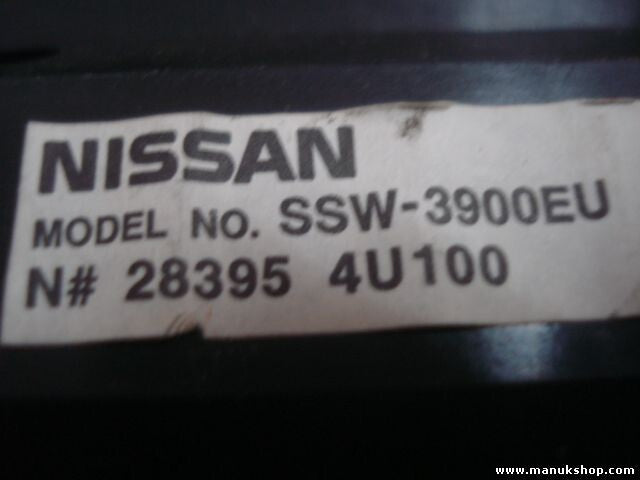 NISSAN
MODEL NO. SSW-3900EU
N# 28395 4U100
www.manukshop.com